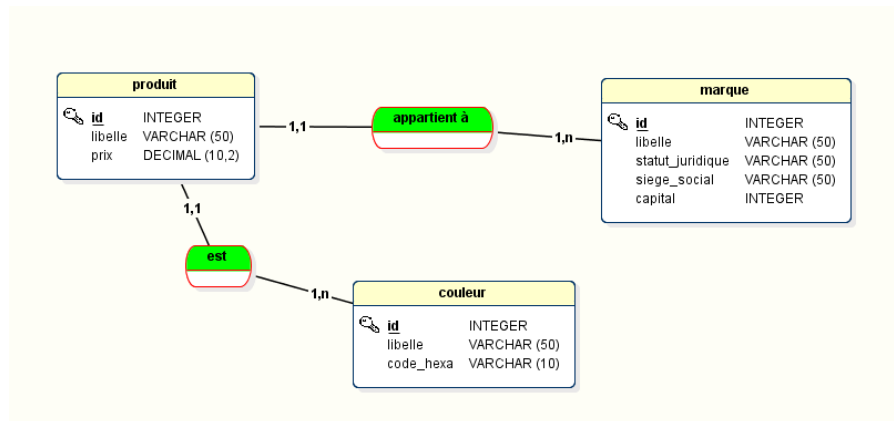 produit
id INTEGER
libelle VARCHAR (50)
prix DECIMAL (10,2)
1,1
appartient à
1,n
marque
id INTEGER
libelle VARCHAR (50)
statut_juridique VARCHAR (50)
siege_social VARCHAR (50)
capital INTEGER
1,1
est
1,n
couleur
id INTEGER
libelle VARCHAR (50)
code_hexa VARCHAR (10)